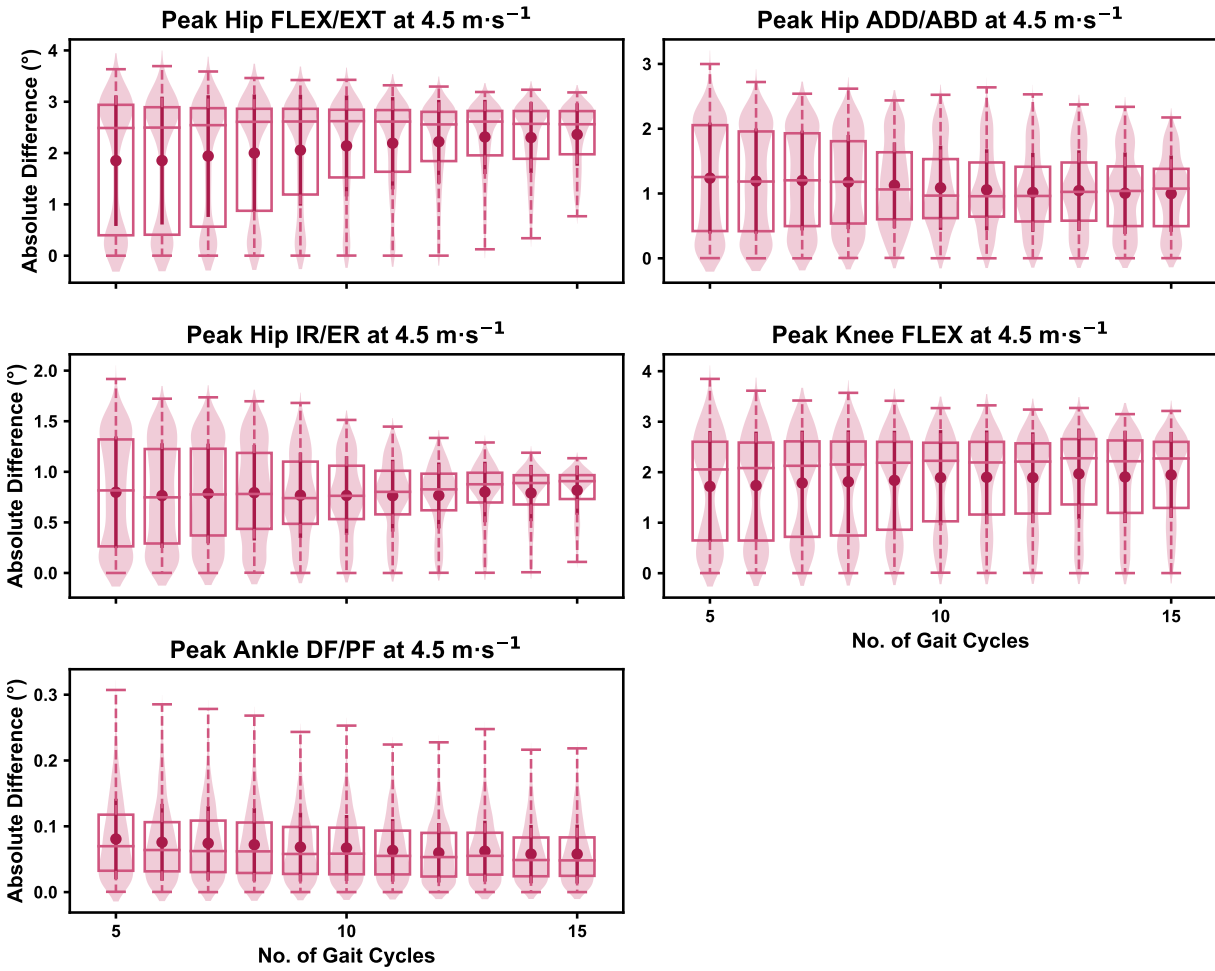 Peak Hip FLEX/EXT at 4.5 m·s⁻¹
Absolute Difference (°)
4
3
2
1
0
Peak Hip ADD/ABD at 4.5 m·s⁻¹
3
2
1
0
Peak Hip IR/ER at 4.5 m·s⁻¹
Absolute Difference (°)
2.0
1.5
1.0
0.5
0.0
Peak Knee FLEX at 4.5 m·s⁻¹
4
3
2
1
0
5 10 15
No. of Gait Cycles
Peak Ankle DF/PF at 4.5 m·s⁻¹
Absolute Difference (°)
0.3
0.2
0.1
0.0
5 10 15
No. of Gait Cycles